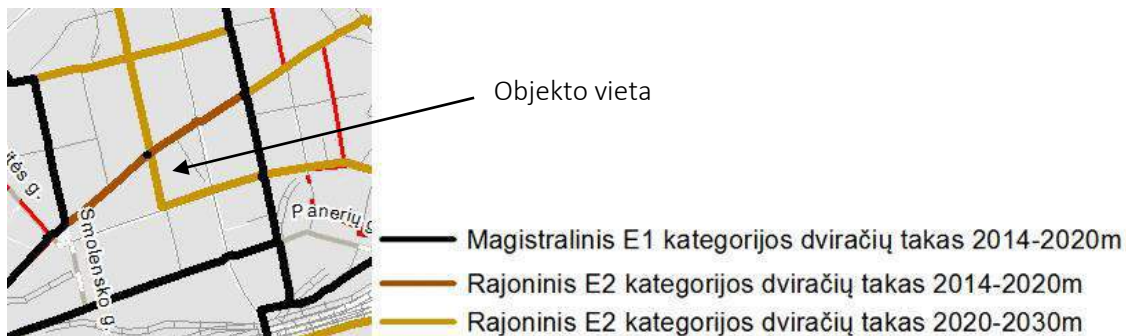 Objekto vieta
itės g.
Smolensko g.
Panerių g
Magistralinis E1 kategorijos dviračių takas 2014-2020m
Rajoninis E2 kategorijos dviračių takas 2014-2020m
Rajoninis E2 kategorijos dviračių takas 2020-2030m